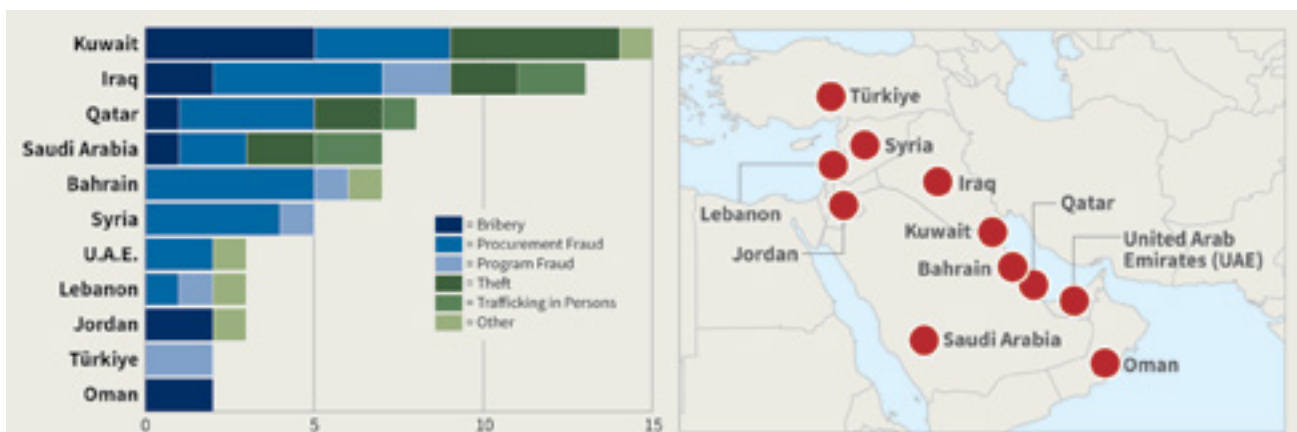 Kuwait
Iraq
Qatar
Saudi Arabia
Bahrain
Syria
U.A.E.
Lebanon
Jordan
Türkiye
Oman
0 5 10 15
= Bribery
= Procurement Fraud
= Program Fraud
= Theft
= Trafficking in Persons
= Other
Türkiye
Syria
Iraq
Lebanon
Qatar
Jordan
Kuwait
United Arab
Emirates (UAE)
Bahrain
Saudi Arabia
Oman